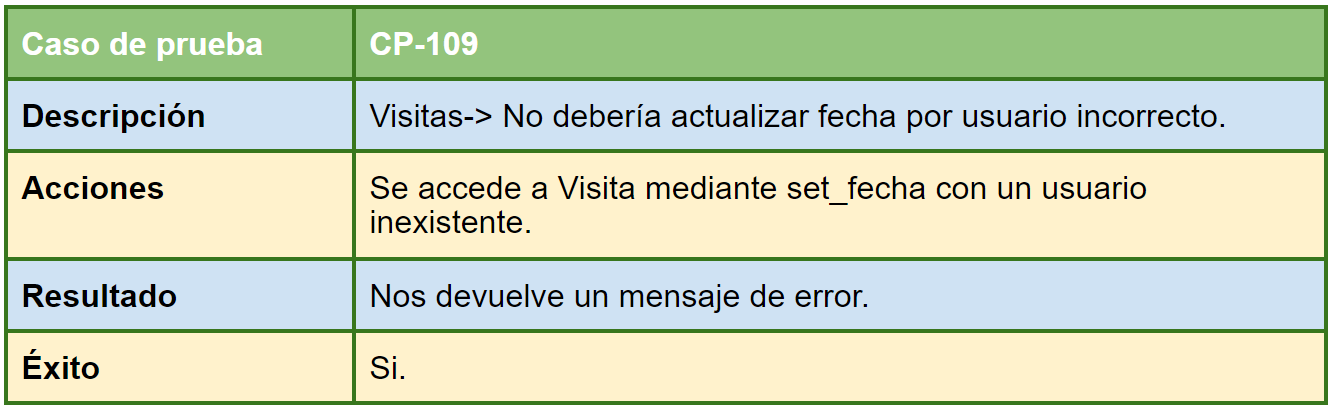 Caso de prueba CP-109
Descripción Visitas-> No debería actualizar fecha por usuario incorrecto.
Acciones Se accede a Visita mediante set_fecha con un usuario
inexistente.
Resultado Nos devuelve un mensaje de error.
Éxito Si.